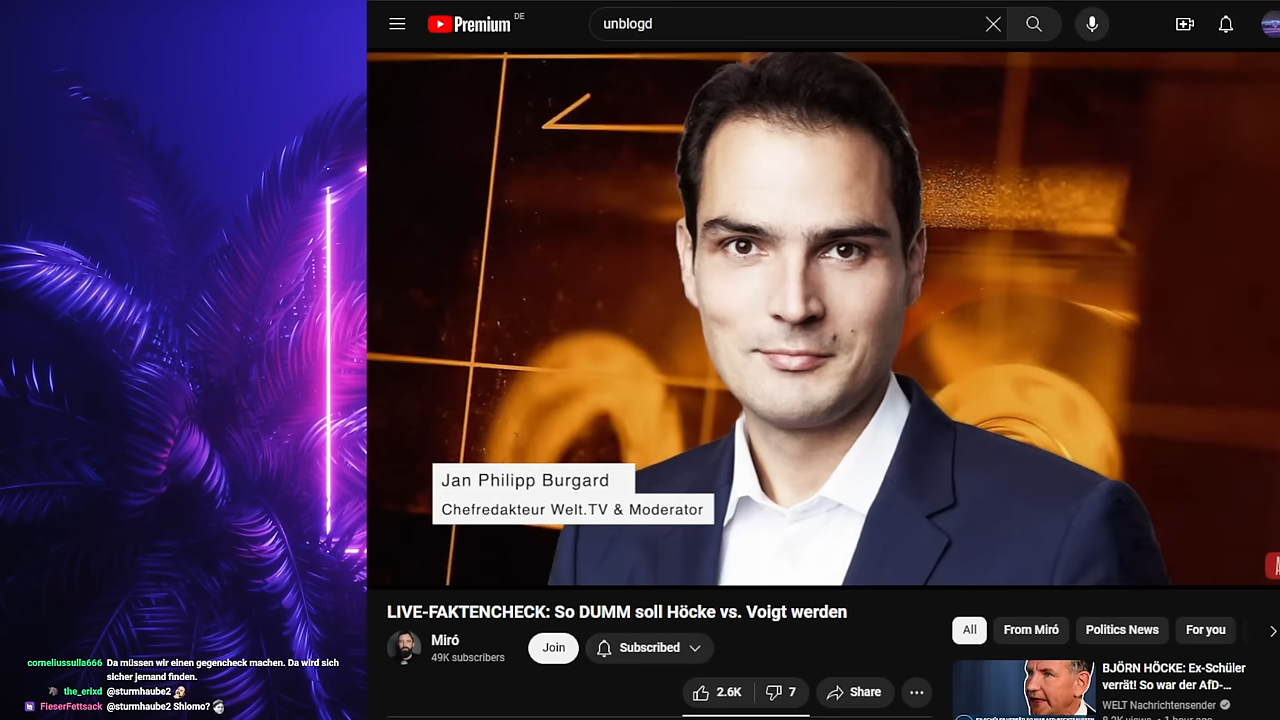 Premium DE
unblogd
Jan Philipp Burgard
Chefredakteur Welt.TV & Moderator
LIVE-FAKTENCHECK: So DUMM soll Höcke vs. Voigt werden
Miró
49K subscribers
Join
Subscribed
2.6K
7
Share
All
From Miró
Politics News
For you
BJÖRN HÖCKE: Ex-Schüler
verrät! So war der AfD-...
WELT Nachrichtensender
corneliussulla666 Da müssen wir einen gegencheck machen. Da wird sich
sicher jemand finden.
the_erixd @sturmhaube2
FieserFettsack @sturmhaube2 Shlomo?